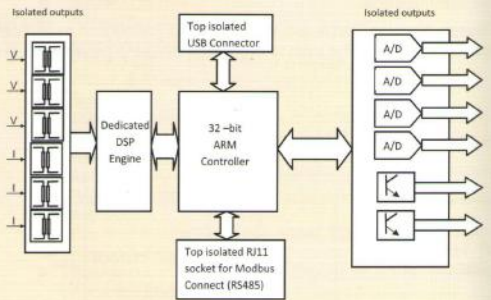 Isolated outputs
Isolated outputs
Top isolated
USB Connector
V
V
V
I
I
I
Dedicated
DSP
Engine
32 –bit
ARM
Controller
A/D
A/D
A/D
A/D
Top isolated RJ11
socket for Modbus
Connect (RS485)